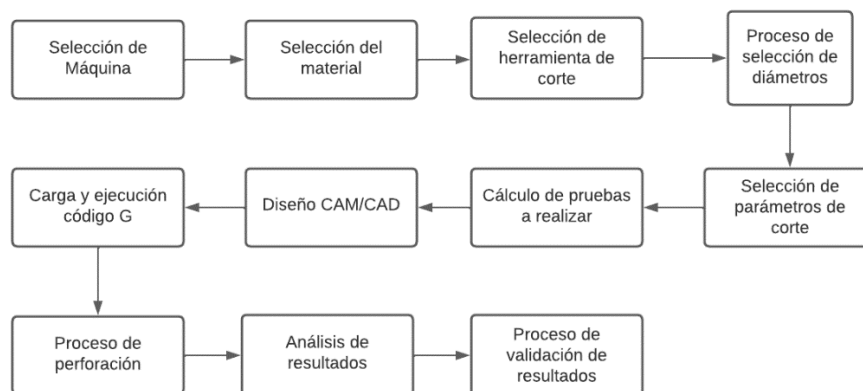 Selección de
Máquina
Selección del
material
Selección de
herramienta de
corte
Proceso de
selección de
diámetros
Selección de
parámetros de
corte
Cálculo de pruebas
a realizar
Diseño CAM/CAD
Carga y ejecución
código G
Proceso de
perforación
Análisis de
resultados
Proceso de
validación de
resultados